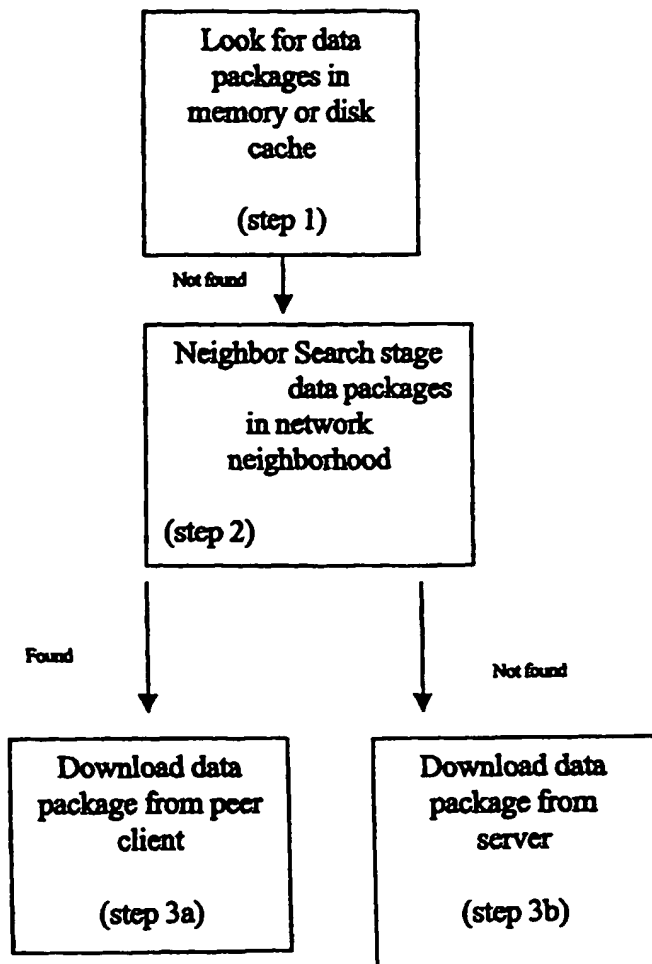 Look for data
packages in
memory or disk
cache
(step 1)
Not found
Neighbor Search stage
data packages
in network
neighborhood
(step 2)
Found
Not found
Download data
package from peer
client
(step 3a)
Download data
package from
server
(step 3b)